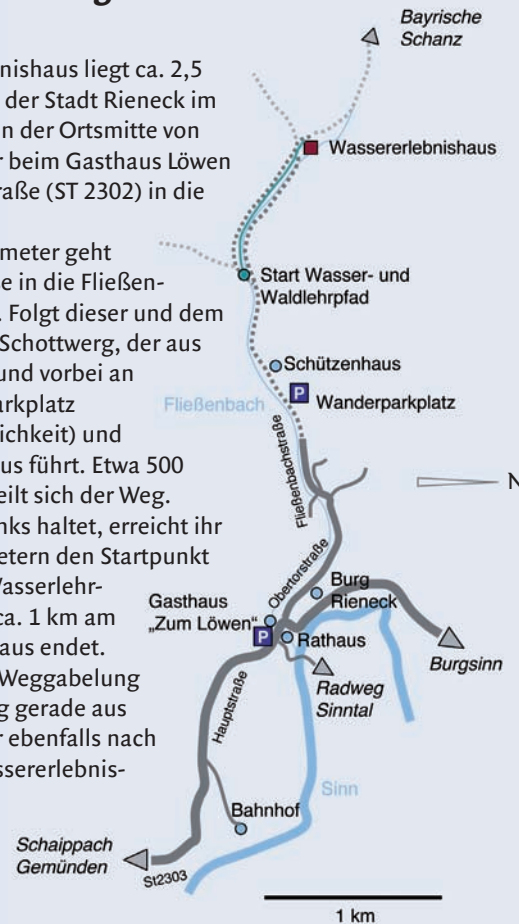 g
nishaus liegt ca. 2,5
der Stadt Rieneck im
n der Ortsmitte von
r beim Gasthaus Löwen
raße (ST 2302) in die
meter geht
e in die Fließen-
. Folgt dieser und dem
Schottwerg, der aus
und vorbei an
arkplatz
lichkeit) und
us führt. Etwa 500
eilt sich der Weg.
nks haltet, erreicht ihr
etern den Startpunkt
Wasserlehr-
ca. 1 km am
aus endet.
Weggabelung
g gerade aus
r ebenfalls nach
ssererlebnis-
Bayrische
Schanz
Wassererlebnishaus
Start Wasser- und
Waldlehrpfad
Schützenhaus
P
Wanderparkplatz
Fließenbach
Fließenbachstraße
N
Obertorstraße
Burg
Rieneck
Gasthaus
„Zum Löwen“
P
Rathaus
Burgsinn
Radweg
Sinntal
Hauptstraße
Sinn
Bahnhof
Schaippach
Gemünden
St2303
1 km